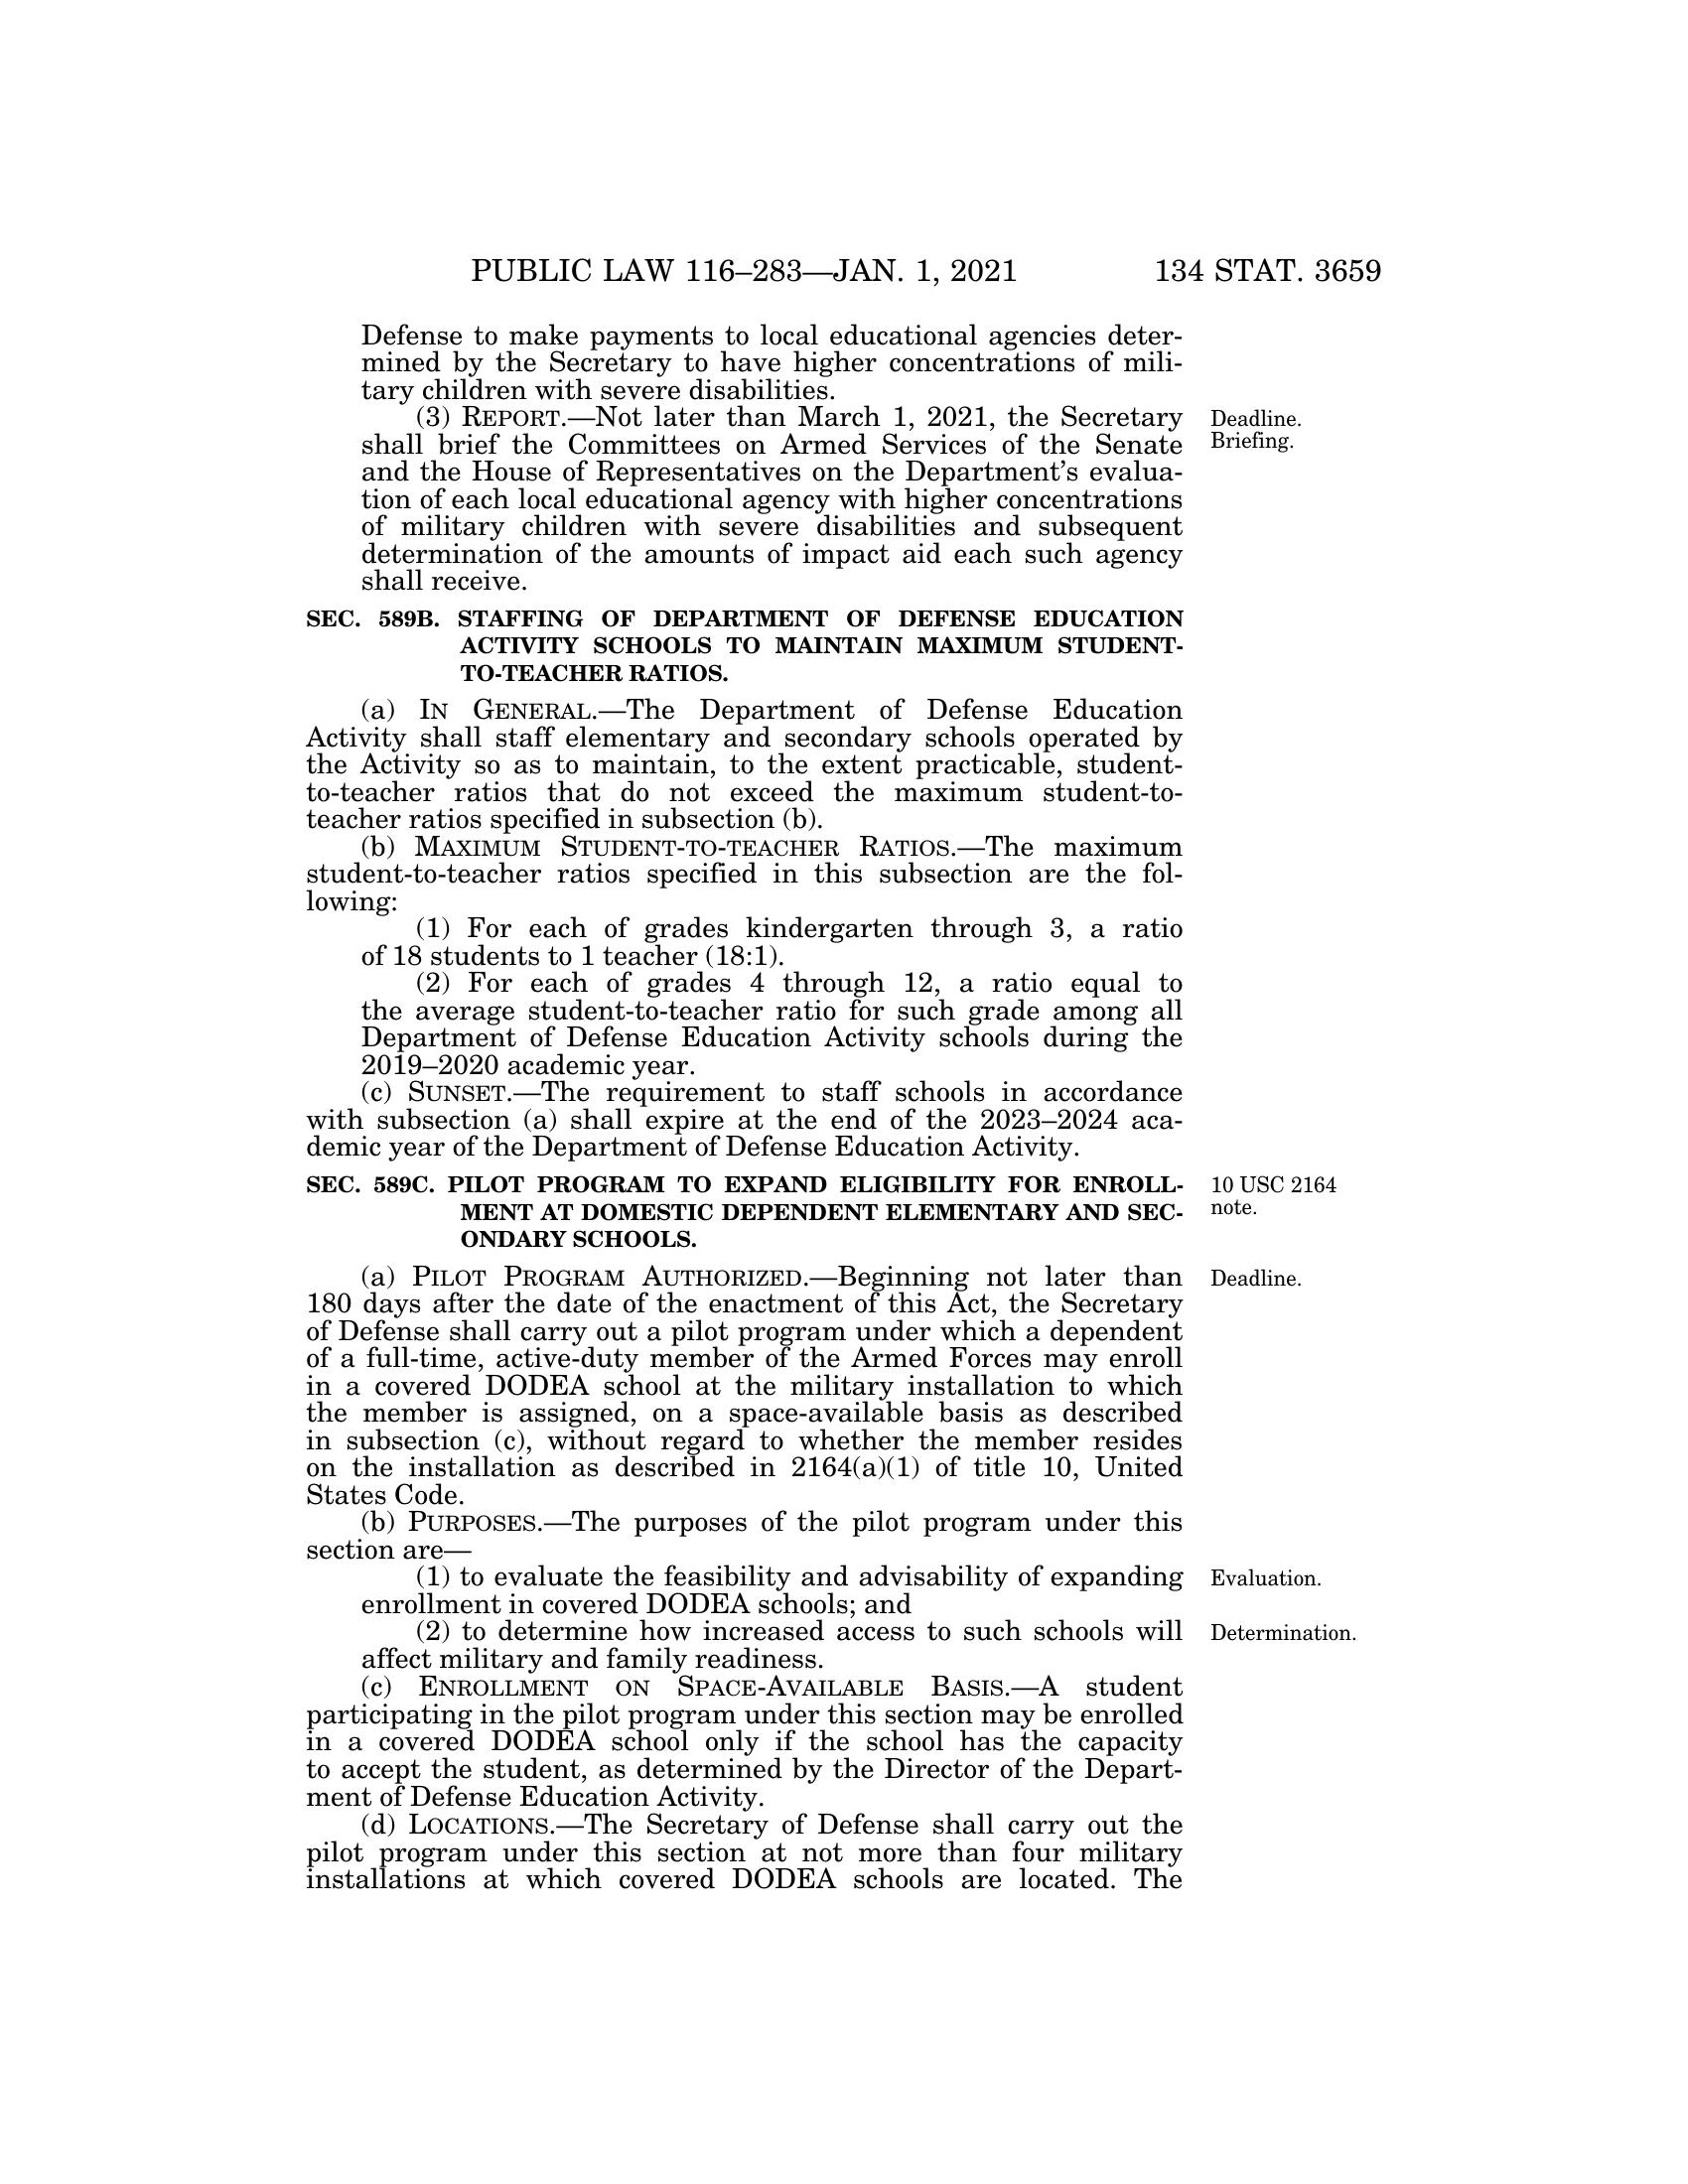 PUBLIC LAW 116–283—JAN. 1, 2021 134 STAT. 3659
Defense to make payments to local educational agencies deter-
mined by the Secretary to have higher concentrations of mili-
tary children with severe disabilities.
(3) REPORT.—Not later than March 1, 2021, the Secretary
shall brief the Committees on Armed Services of the Senate
and the House of Representatives on the Department's evalua-
tion of each local educational agency with higher concentrations
of military children with severe disabilities and subsequent
determination of the amounts of impact aid each such agency
shall receive.
Deadline.
Briefing.
SEC. 589B. STAFFING OF DEPARTMENT OF DEFENSE EDUCATION
ACTIVITY SCHOOLS TO MAINTAIN MAXIMUM STUDENT-
TO-TEACHER RATIOS.
(a) IN GENERAL.—The Department of Defense Education
Activity shall staff elementary and secondary schools operated by
the Activity so as to maintain, to the extent practicable, student-
to-teacher ratios that do not exceed the maximum student-to-
teacher ratios specified in subsection (b).
(b) MAXIMUM STUDENT-TO-TEACHER RATIOS.—The maximum
student-to-teacher ratios specified in this subsection are the fol-
lowing:
(1) For each of grades kindergarten through 3, a ratio
of 18 students to 1 teacher (18:1).
(2) For each of grades 4 through 12, a ratio equal to
the average student-to-teacher ratio for such grade among all
Department of Defense Education Activity schools during the
2019–2020 academic year.
(c) SUNSET.—The requirement to staff schools in accordance
with subsection (a) shall expire at the end of the 2023–2024 aca-
demic year of the Department of Defense Education Activity.
SEC. 589C. PILOT PROGRAM TO EXPAND ELIGIBILITY FOR ENROLL-
MENT AT DOMESTIC DEPENDENT ELEMENTARY AND SEC-
ONDARY SCHOOLS.
10 USC 2164
note.
(a) PILOT PROGRAM AUTHORIZED.—Beginning not later than
180 days after the date of the enactment of this Act, the Secretary
of Defense shall carry out a pilot program under which a dependent
of a full-time, active-duty member of the Armed Forces may enroll
in a covered DODEA school at the military installation to which
the member is assigned, on a space-available basis as described
in subsection (c), without regard to whether the member resides
on the installation as described in 2164(a)(1) of title 10, United
States Code.
Deadline.
(b) PURPOSES.—The purposes of the pilot program under this
section are—
(1) to evaluate the feasibility and advisability of expanding
enrollment in covered DODEA schools; and
Evaluation.
(2) to determine how increased access to such schools will
affect military and family readiness.
Determination.
(c) ENROLLMENT ON SPACE-AVAILABLE BASIS.—A student
participating in the pilot program under this section may be enrolled
in a covered DODEA school only if the school has the capacity
to accept the student, as determined by the Director of the Depart-
ment of Defense Education Activity.
(d) LOCATIONS.—The Secretary of Defense shall carry out the
pilot program under this section at not more than four military
installations at which covered DODEA schools are located. The